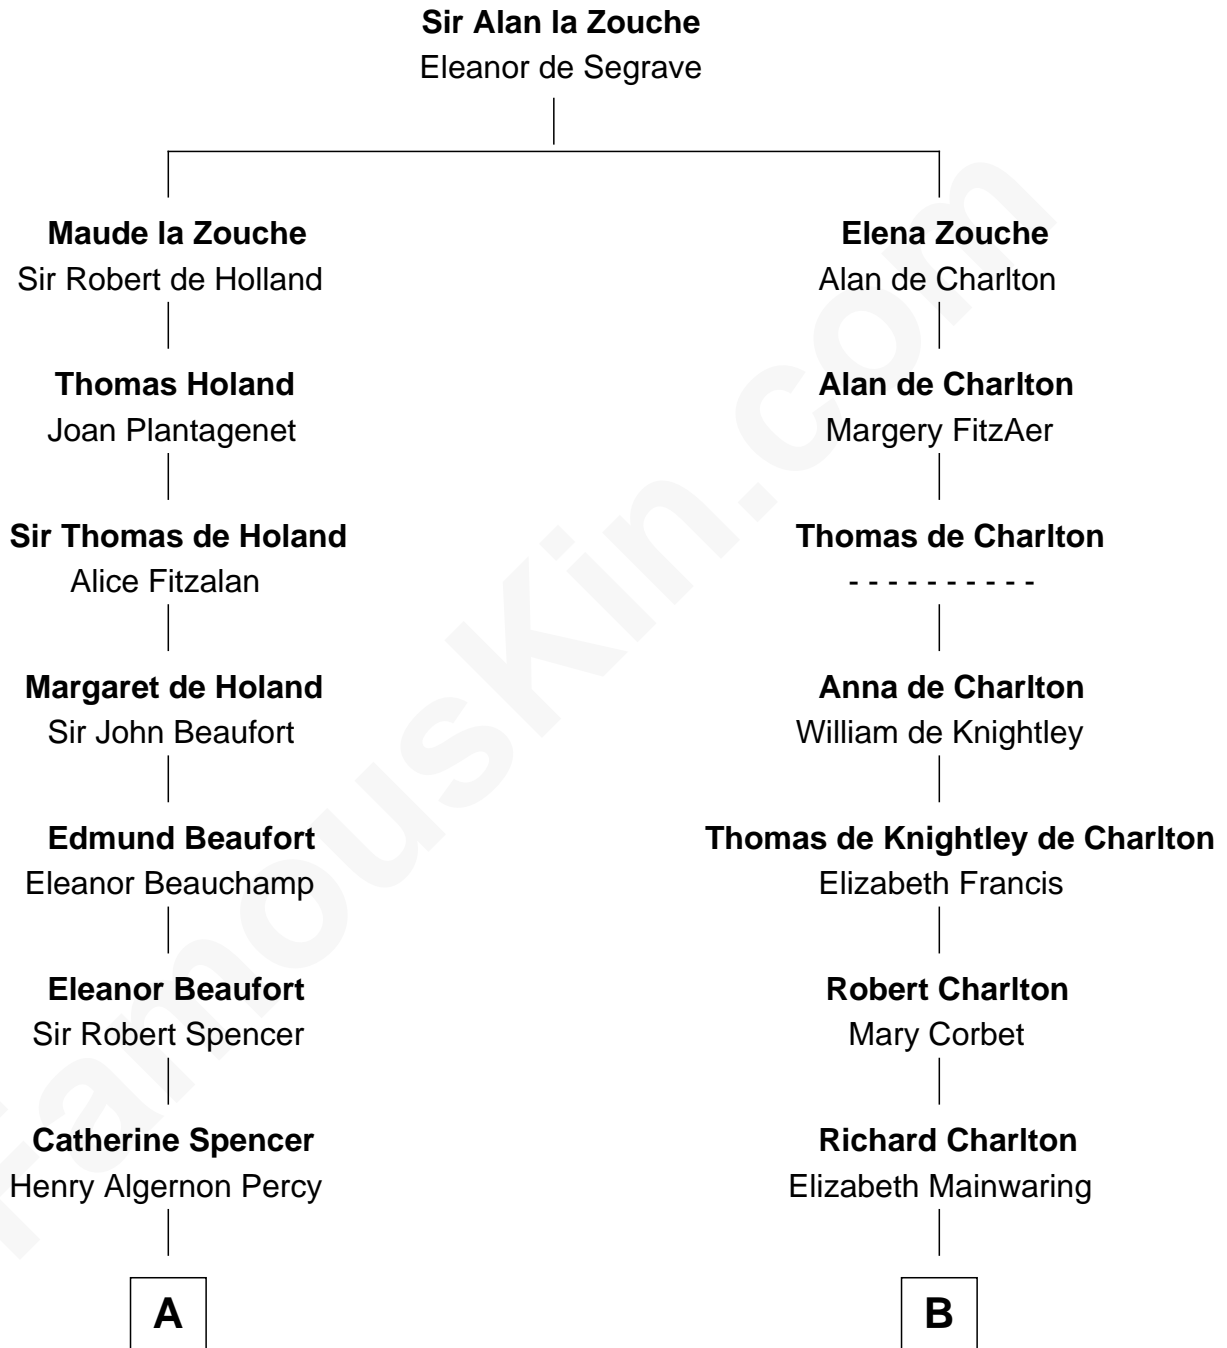 Sir Alan la Zouche
Eleanor de Segrave
Maude la Zouche
Sir Robert de Holland
Elena Zouche
Alan de Charlton
Thomas Holand
Joan Plantagenet
Alan de Charlton
Margery FitzAer
Sir Thomas de Holand
Alice Fitzalan
Thomas de Charlton
- - - - - - - - - -
Margaret de Holand
Sir John Beaufort
Anna de Charlton
William de Knightley
Edmund Beaufort
Eleanor Beauchamp
Thomas de Knightley de Charlton
Elizabeth Francis
Eleanor Beaufort
Sir Robert Spencer
Robert Charlton
Mary Corbet
Catherine Spencer
Henry Algernon Percy
Richard Charlton
Elizabeth Mainwaring
A
B
FamousKin.com